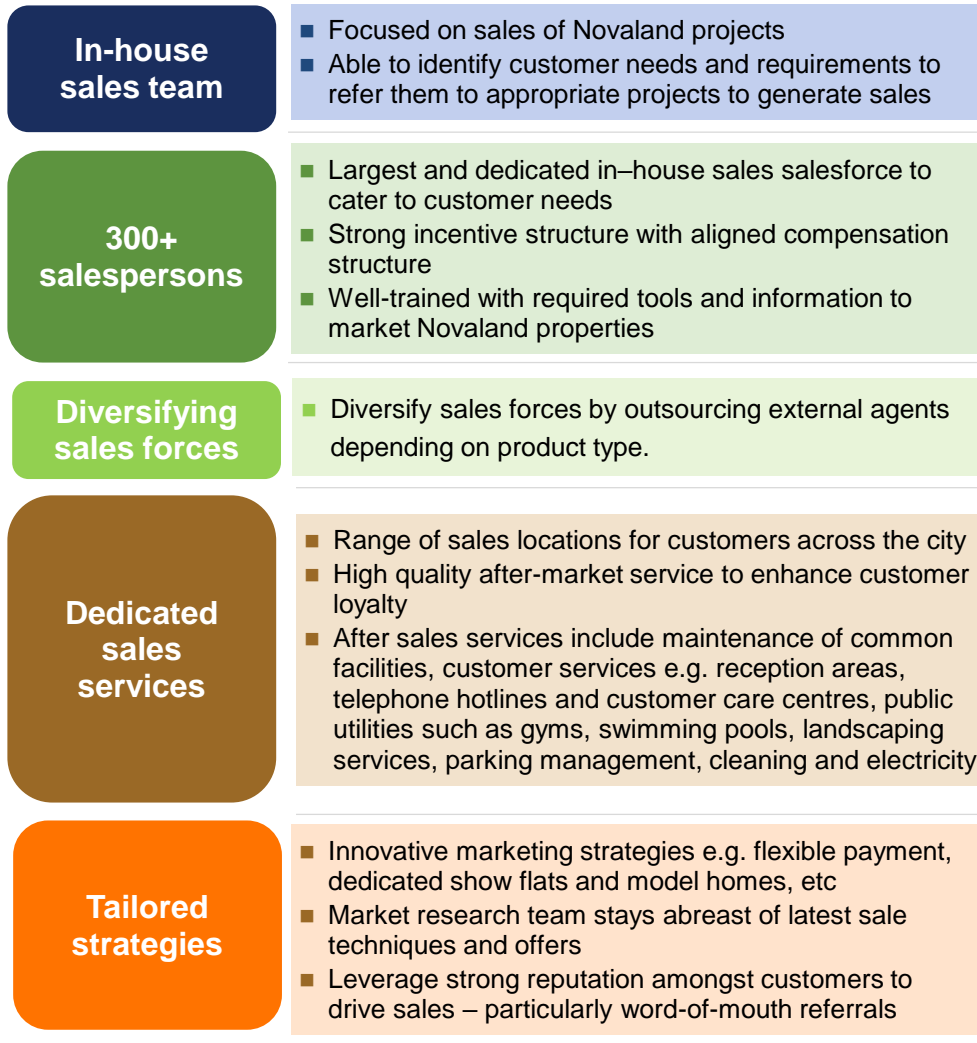 In-house
sales team
■ Focused on sales of Novaland projects
■ Able to identify customer needs and requirements to
refer them to appropriate projects to generate sales
300+
salespersons
■ Largest and dedicated in–house sales salesforce to
cater to customer needs
■ Strong incentive structure with aligned compensation
structure
■ Well-trained with required tools and information to
market Novaland properties
Diversifying
sales forces
■ Diversify sales forces by outsourcing external agents
depending on product type.
Dedicated
sales
services
■ Range of sales locations for customers across the city
■ High quality after-market service to enhance customer
loyalty
■ After sales services include maintenance of common
facilities, customer services e.g. reception areas,
telephone hotlines and customer care centres, public
utilities such as gyms, swimming pools, landscaping
services, parking management, cleaning and electricity
Tailored
strategies
■ Innovative marketing strategies e.g. flexible payment,
dedicated show flats and model homes, etc
■ Market research team stays abreast of latest sale
techniques and offers
■ Leverage strong reputation amongst customers to
drive sales – particularly word-of-mouth referrals